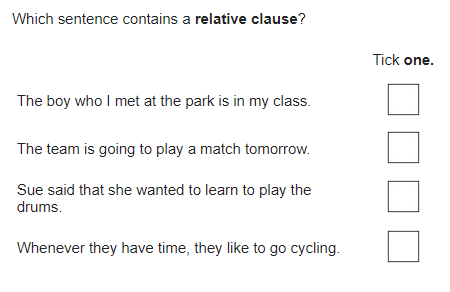 Which sentence contains a relative clause?
Tick one.
The boy who I met at the park is in my class.
The team is going to play a match tomorrow.
Sue said that she wanted to learn to play the
drums.
Whenever they have time, they like to go cycling.